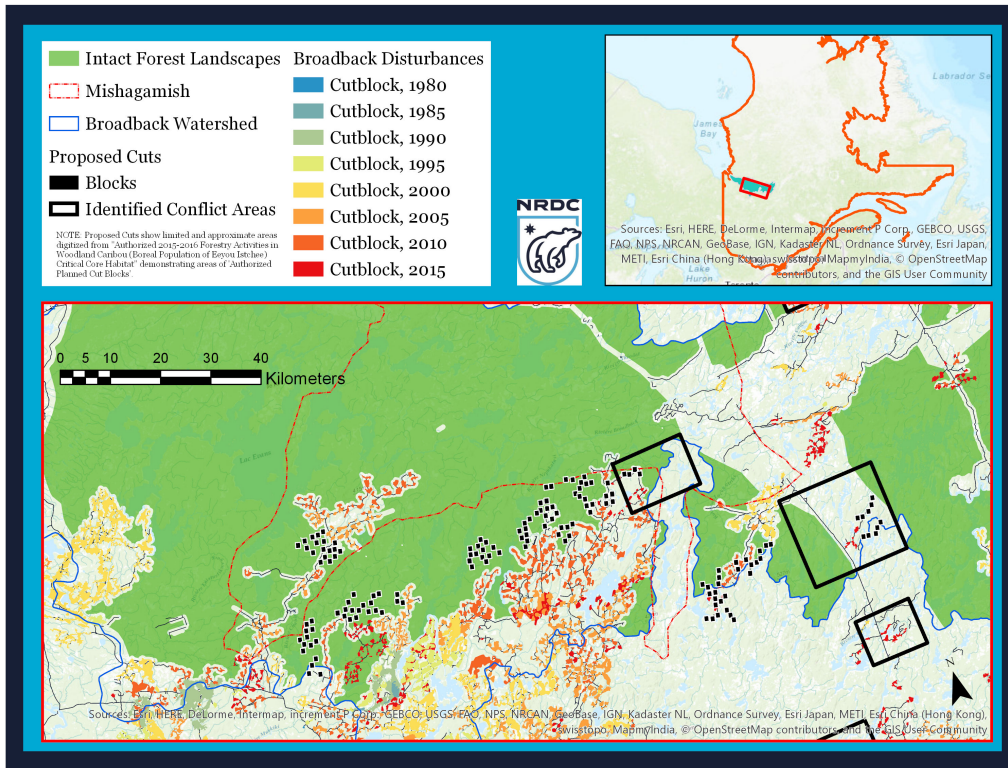 Intact Forest Landscapes
Mishagamish
Broadback Watershed
Proposed Cuts
Blocks
Identified Conflict Areas
NOTE: Proposed Cuts show limited and approximate areas
digitized from "Authorized 2015-2016 Forestry Activities in
Woodland Caribou (Boreal Population of Eeyou Istchee)
Critical Core Habitat" demonstrating areas of 'Authorized
Planned Cut Blocks'.
Broadback Disturbances
Cutblock, 1980
Cutblock, 1985
Cutblock, 1990
Cutblock, 1995
Cutblock, 2000
Cutblock, 2005
Cutblock, 2010
Cutblock, 2015
NRDC
Labrador Se
James
Bay
Sources: Esri, HERE, DeLorme, Intermap, increment P Corp., GEBCO, USGS,
FAO, NPS, NRCAN, GeoBase, IGN, Kadaster NL, Ordnance Survey, Esri Japan,
METI, Esri China (Hong Kong), swisstopo, MapmyIndia, © OpenStreetMap
contributors, and the GIS User Community
Lake
Huron
Toronto
0 5 10 20 30 40
Kilometers
Lac Evans
N
Sources: Esri, HERE, DeLorme, Intermap, increment P Corp., GEBCO, USGS, FAO, NPS, NRCAN, GeoBase, IGN, Kadaster NL, Ordnance Survey, Esri Japan, METI, Esri China (Hong Kong),
swisstopo, MapmyIndia, © OpenStreetMap contributors, and the GIS User Community